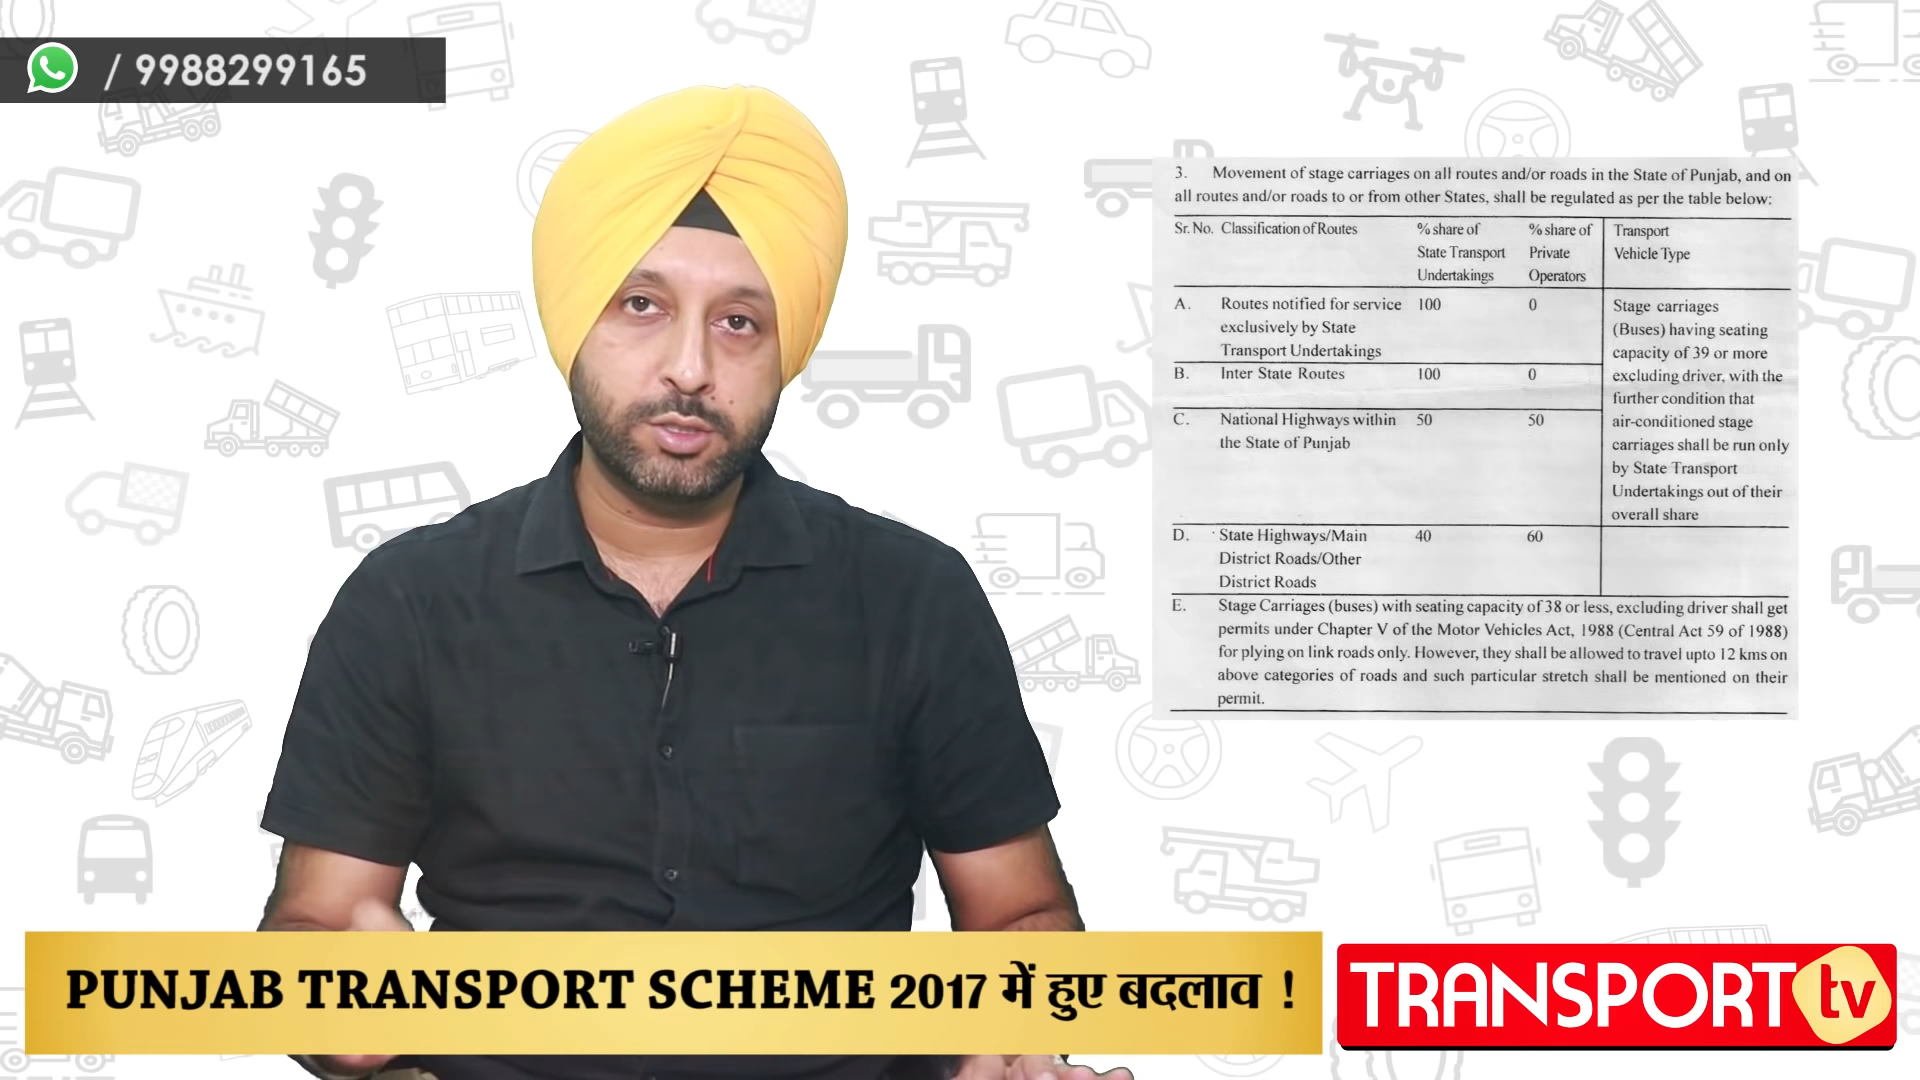 / 9988299165
3. Movement of stage carriages on all routes and/or roads in the State of Punjab, and on
all routes and/or roads to or from other States, shall be regulated as per the table below:
Sr. No. Classification of Routes % share of State Transport Undertakings % share of Private Operators Transport Vehicle Type
A. Routes notified for service 100 0
exclusively by State
Transport Undertakings
B. Inter State Routes 100 0
C. National Highways within 50 50
the State of Punjab
Stage carriages
(Buses) having seating
capacity of 39 or more
excluding driver, with the
further condition that
air-conditioned stage
carriages shall be run only
by State Transport
Undertakings out of their
overall share
D. State Highways/Main 40 60
District Roads/Other
District Roads
E. Stage Carriages (buses) with seating capacity of 38 or less, excluding driver shall get
permits under Chapter V of the Motor Vehicles Act, 1988 (Central Act 59 of 1988)
for plying on link roads only. However, they shall be allowed to travel upto 12 kms on
above categories of roads and such particular stretch shall be mentioned on their
permit.
PUNJAB TRANSPORT SCHEME 2017 में हुए बदलाव !
TRANSPORT tv